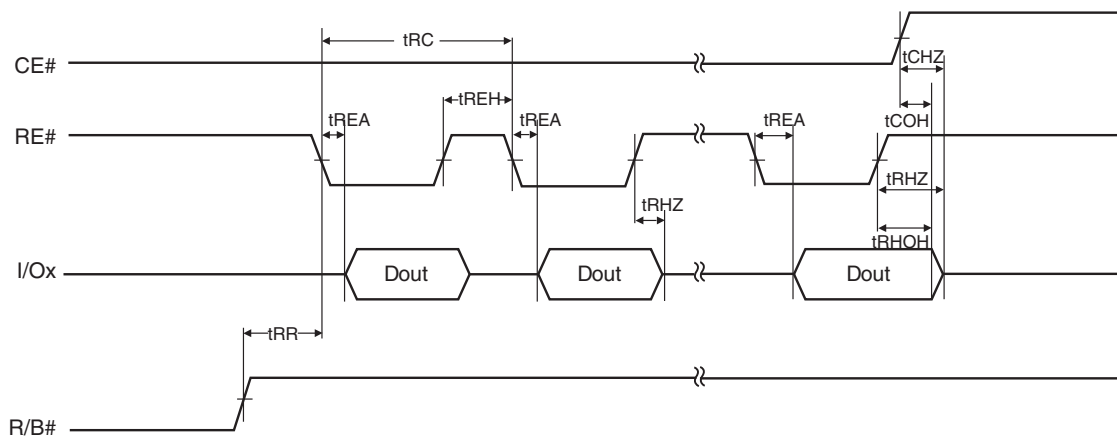 tRC
tCHZ
CE#
tREH
tCOH
tREA
tREA
tREA
RE#
tRHZ
tRHZ
tRHOH
I/Ox
Dout
Dout
Dout
tRR
R/B#